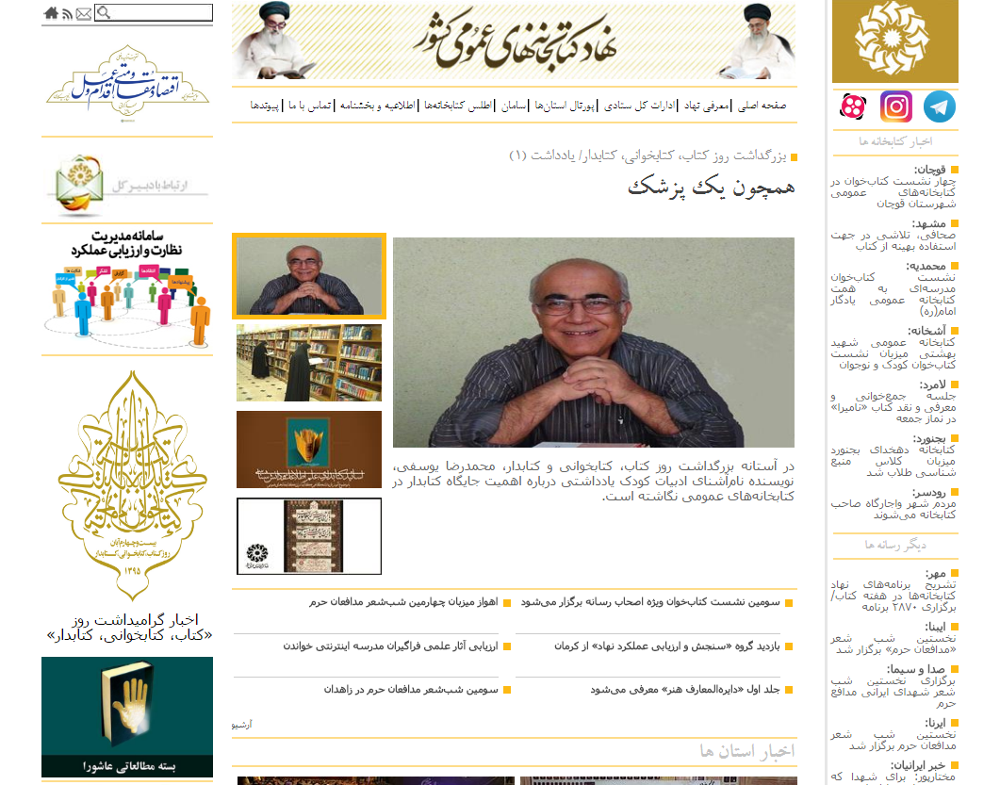 نهاد کتابخانه‌های عمومی کشور
صفحه اصلی | معرفی نهاد | ادارات کل ستادی | پورتال استان‌ها | سامان | اطلس کتابخانه‌ها | اطلاعیه و بخشنامه | تماس با ما | پیوندها
اخبار کتابخانه ها
قوچان:
چهار نشست کتاب‌خوان در
کتابخانه‌های عمومی
شهرستان قوچان
مشهد:
صحافی، تلاشی در جهت
استفاده بهینه از کتاب
محمدیه:
نشست کتاب‌خوان
مدرسه‌ای به همت
کتابخانه عمومی یادگار
امام(ره)
آشخانه:
کتابخانه عمومی شهید
بهشتی میزبان نشست
کتاب‌خوان کودک و نوجوان
لامرد:
جلسه جمع‌خوانی و
معرفی و نقد کتاب «نامیرا»
در نماز جمعه
بجنورد:
کتابخانه دهخدای بجنورد
میزبان کلاس منبع
شناسی طلاب شد
رودسر:
مردم شهر واجارگاه صاحب
کتابخانه می‌شوند
دیگر رسانه ها
مهر:
تشریح برنامه‌های نهاد
کتابخانه‌ها در هفته کتاب/
برگزاری ۲۸۷۰ برنامه
ایبنا:
نخستین شب شعر
«مدافعان حرم» برگزار شد
صدا و سیما:
برگزاری نخستین شب
شعر شهدای ایرانی مدافع
حرم
ایرنا:
نخستین شب شعر
مدافعان حرم برگزار شد
خبر ایرانیان:
مختارپور: برای شهدا که
بزرگداشت روز کتاب، کتابخوانی، کتابدار/ یادداشت (۱)
همچون یک پزشک
در آستانه بزرگداشت روز کتاب، کتابخوانی و کتابدار، محمدرضا یوسفی،
نویسنده نام‌آشنای ادبیات کودک یادداشتی درباره اهمیت جایگاه کتابدار در
کتابخانه‌های عمومی نگاشته است.
سومین نشست کتاب‌خوان ویژه اصحاب رسانه برگزار می‌شود
اهواز میزبان چهارمین شب‌شعر مدافعان حرم
بازدید گروه «سنجش و ارزیابی عملکرد نهاد» از کرمان
ارزیابی آثار علمی فراگیران مدرسه اینترنتی خواندن
جلد اول «دایره‌المعارف هنر» معرفی می‌شود
سومین شب‌شعر مدافعان حرم در زاهدان
آرشیو
اخبار استان ها
اقتصاد مقاومتی
اقدام و عمل
ارتباط با دبیر کل
سامانه مدیریت
نظارت و ارزیابی عملکرد
بیست و چهارم آبان
روز کتاب، کتابخوانی و کتابدار
۱۳۹۵
اخبار گرامیداشت روز
«کتاب، کتابخوانی، کتابدار»
بسته مطالعاتی عاشورا